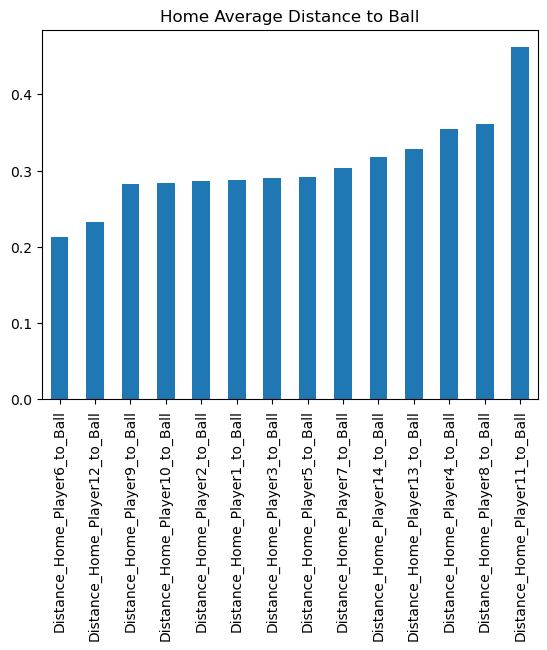 Home Average Distance to Ball
0.4
0.3
0.2
0.1
0.0
Distance_Home_Player6_to_Ball
Distance_Home_Player12_to_Ball
Distance_Home_Player9_to_Ball
Distance_Home_Player10_to_Ball
Distance_Home_Player2_to_Ball
Distance_Home_Player1_to_Ball
Distance_Home_Player3_to_Ball
Distance_Home_Player5_to_Ball
Distance_Home_Player7_to_Ball
Distance_Home_Player14_to_Ball
Distance_Home_Player13_to_Ball
Distance_Home_Player4_to_Ball
Distance_Home_Player8_to_Ball
Distance_Home_Player11_to_Ball